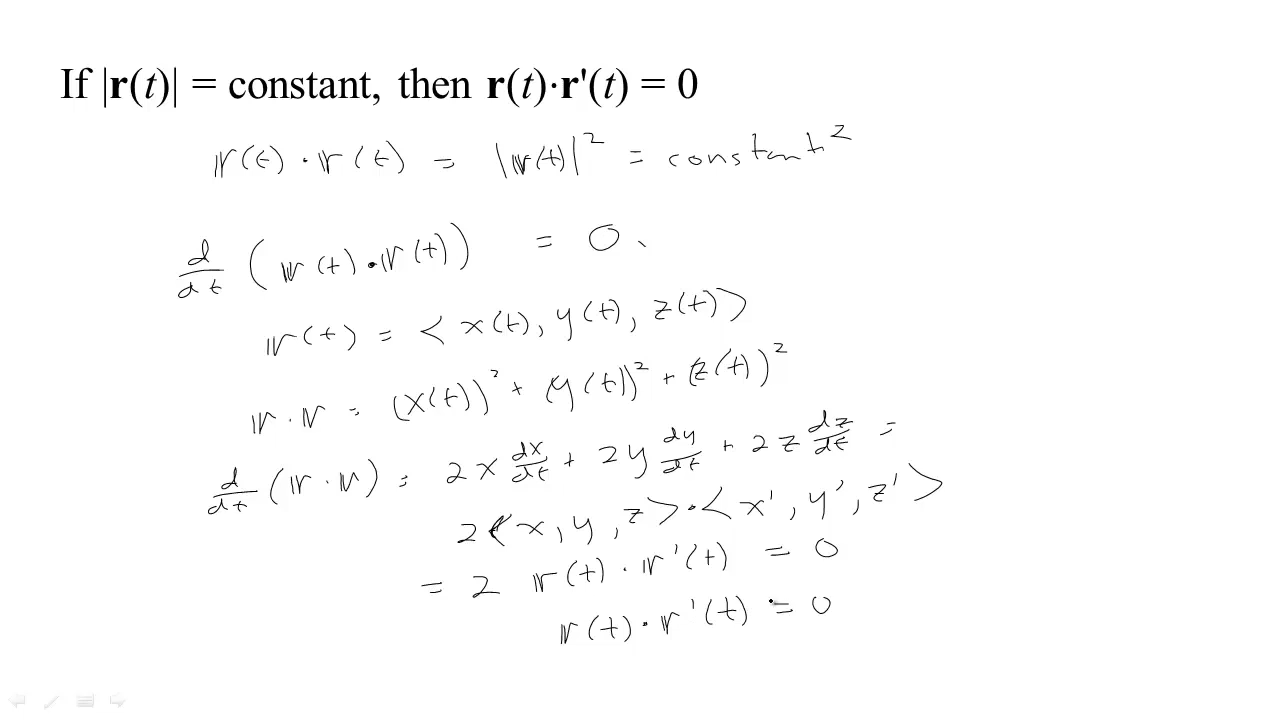 If |r(t)| = constant, then r(t)·r'(t) = 0
r(t) · r(t) = |r(t)|² = constant²
d/dt (r(t) · r(t)) = 0
r(t) = < x(t), y(t), z(t) >
r · r = (x(t))² + (y(t))² + (z(t))²
d/dt (r · r) = 2x dx/dt + 2y dy/dt + 2z dz/dt =
2 < x, y, z > · < x', y', z' >
= 2 r(t) · r'(t) = 0
r(t) · r'(t) = 0